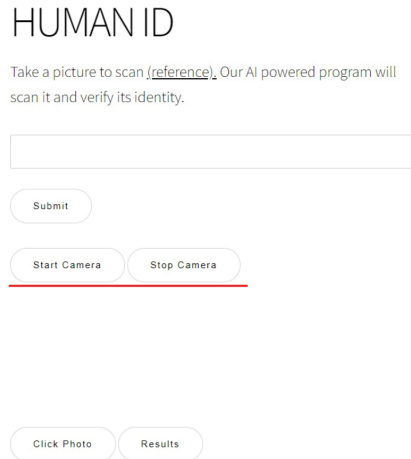 HUMAN ID
Take a picture to scan (reference). Our AI powered program will
scan it and verify its identity.
Submit
Start Camera Stop Camera
Click Photo Results